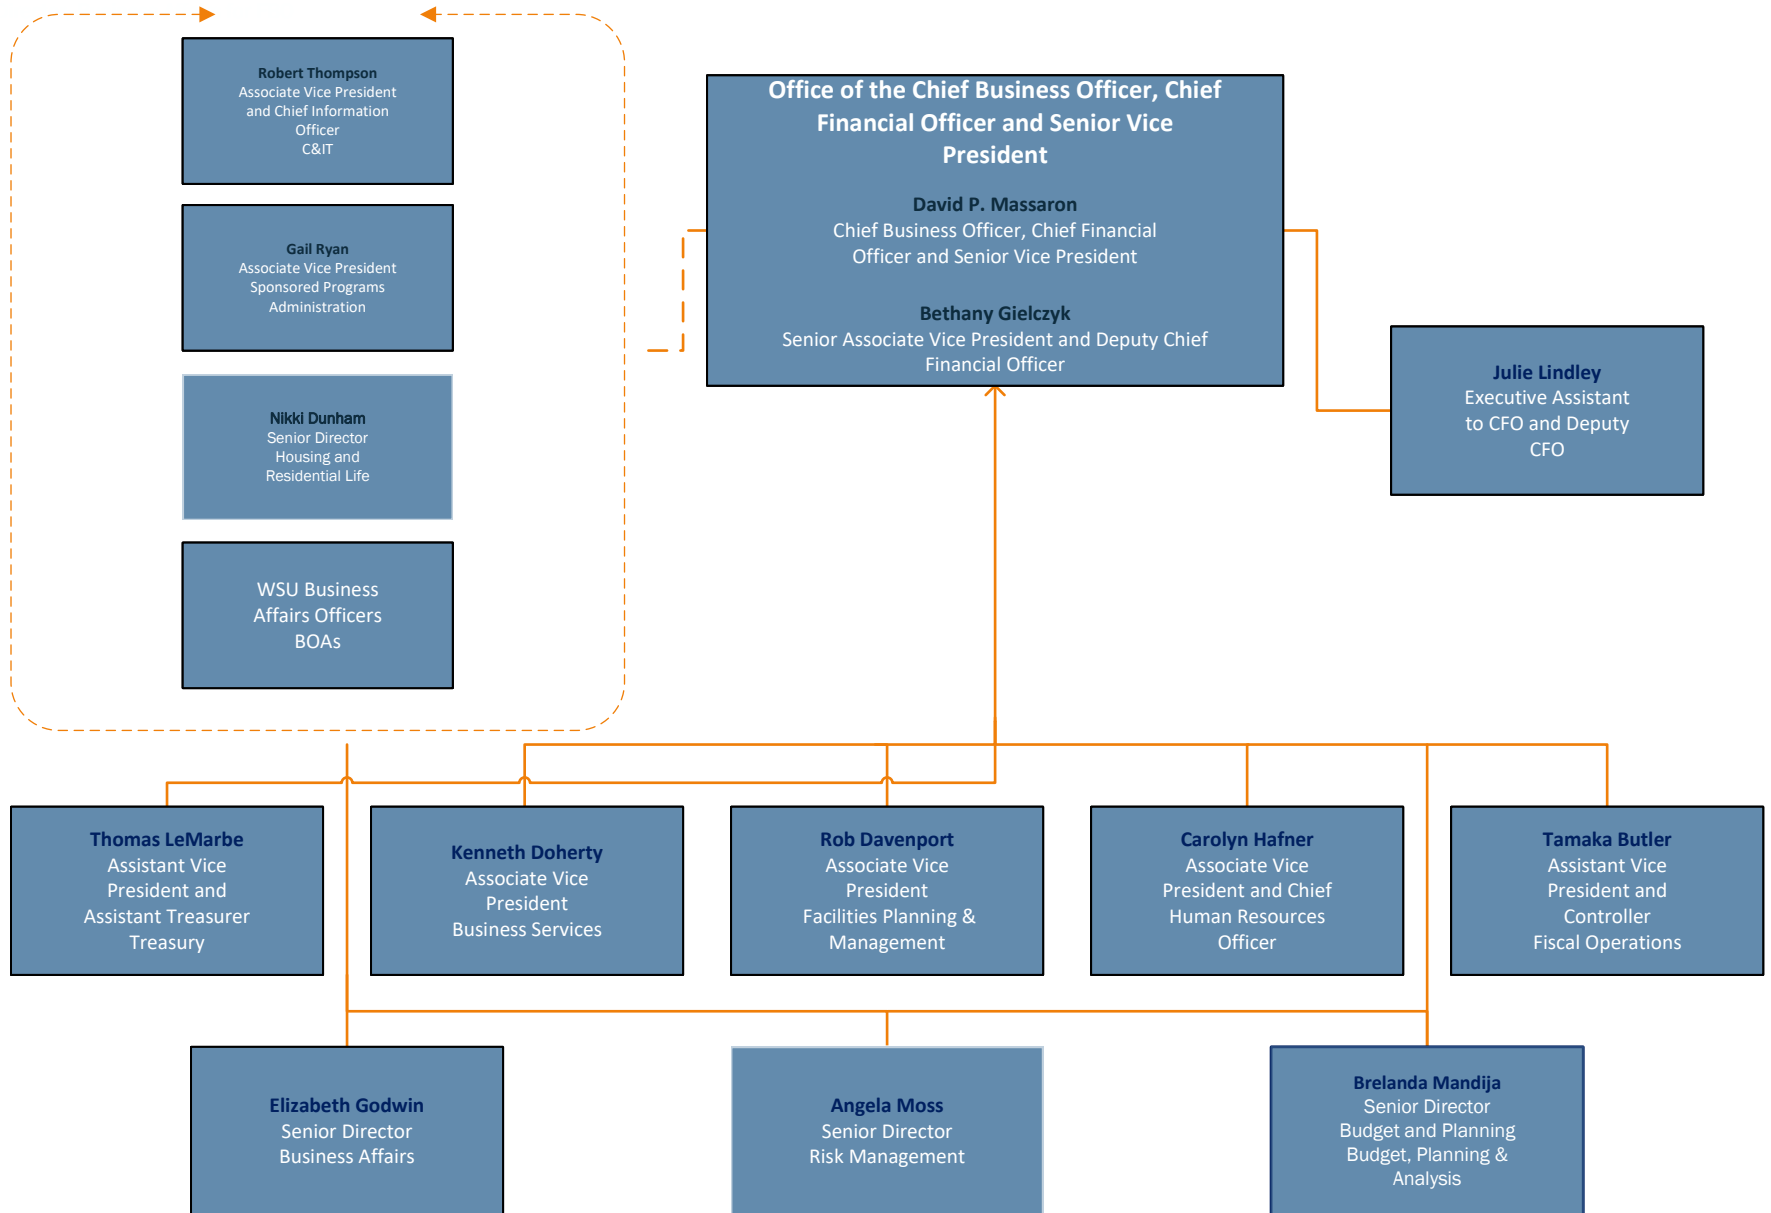 Robert Thompson
Associate Vice President
and Chief Information
Officer
C&IT
Gail Ryan
Associate Vice President
Sponsored Programs
Administration
Nikki Dunham
Senior Director
Housing and
Residential Life
WSU Business
Affairs Officers
BOAs
Office of the Chief Business Officer, Chief
Financial Officer and Senior Vice
President
David P. Massaron
Chief Business Officer, Chief Financial
Officer and Senior Vice President
Bethany Gielczyk
Senior Associate Vice President and Deputy Chief
Financial Officer
Julie Lindley
Executive Assistant
to CFO and Deputy
CFO
Thomas LeMarbe
Assistant Vice
President and
Assistant Treasurer
Treasury
Kenneth Doherty
Associate Vice
President
Business Services
Rob Davenport
Associate Vice
President
Facilities Planning &
Management
Carolyn Hafner
Associate Vice
President and Chief
Human Resources
Officer
Tamaka Butler
Assistant Vice
President and
Controller
Fiscal Operations
Elizabeth Godwin
Senior Director
Business Affairs
Angela Moss
Senior Director
Risk Management
Brelanda Mandija
Senior Director
Budget and Planning
Budget, Planning &
Analysis